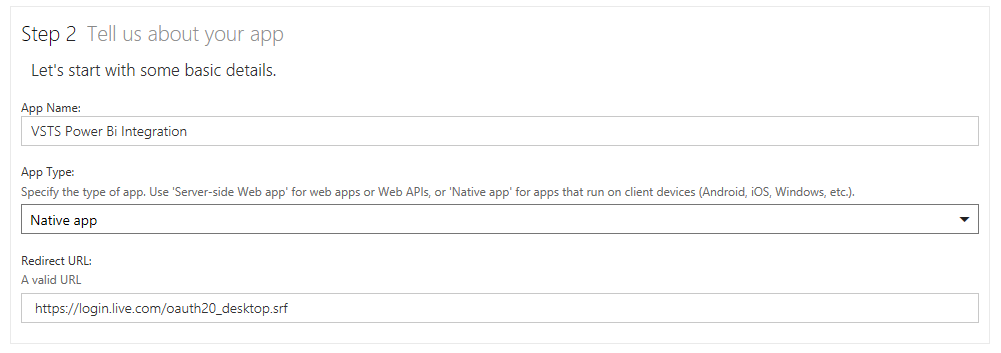 Step 2 Tell us about your app
Let's start with some basic details.
App Name:
VSTS Power Bi Integration
App Type:
Specify the type of app. Use 'Server-side Web app' for web apps or Web APIs, or 'Native app' for apps that run on client devices (Android, iOS, Windows, etc.).
Native app
Redirect URL:
A valid URL
https://login.live.com/oauth20_desktop.srf